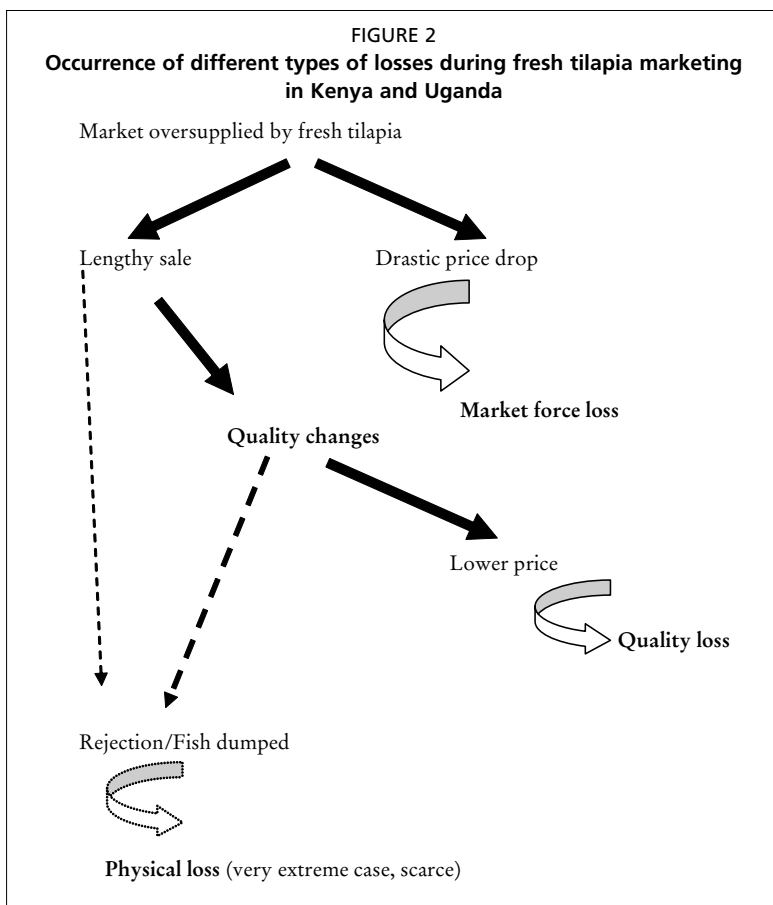 FIGURE 2
Occurrence of different types of losses during fresh tilapia marketing
in Kenya and Uganda
Market oversupplied by fresh tilapia
Lengthy sale
Drastic price drop
Market force loss
Quality changes
Lower price
Quality loss
Rejection/Fish dumped
Physical loss (very extreme case, scarce)